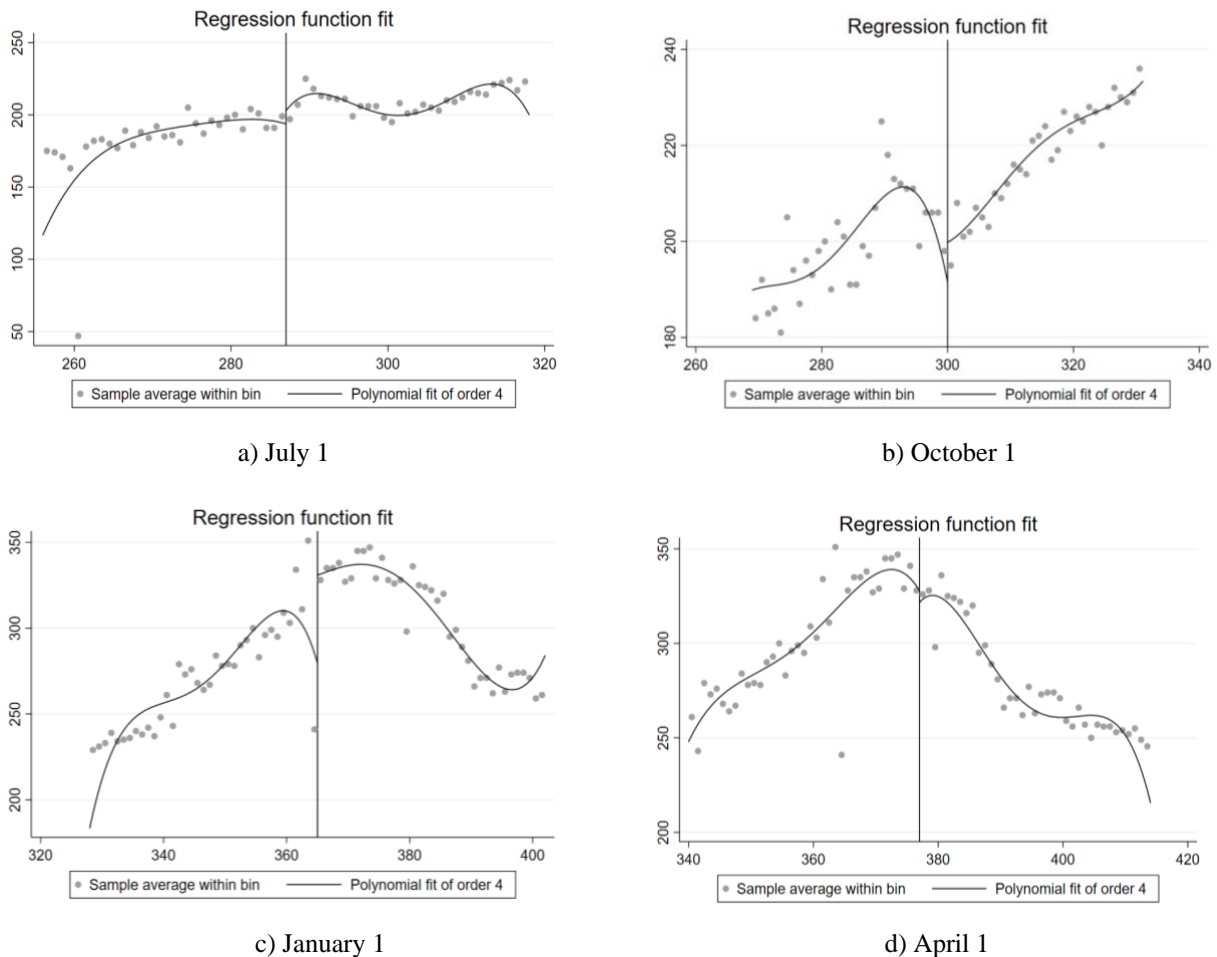 Regression function fit
250
200
150
100
50
260 280 300 320
Sample average within bin Polynomial fit of order 4
a) July 1
Regression function fit
240
220
200
180
260 280 300 320 340
Sample average within bin Polynomial fit of order 4
b) October 1
Regression function fit
350
300
250
200
320 340 360 380 400
Sample average within bin Polynomial fit of order 4
c) January 1
Regression function fit
350
300
250
200
340 360 380 400 420
Sample average within bin Polynomial fit of order 4
d) April 1